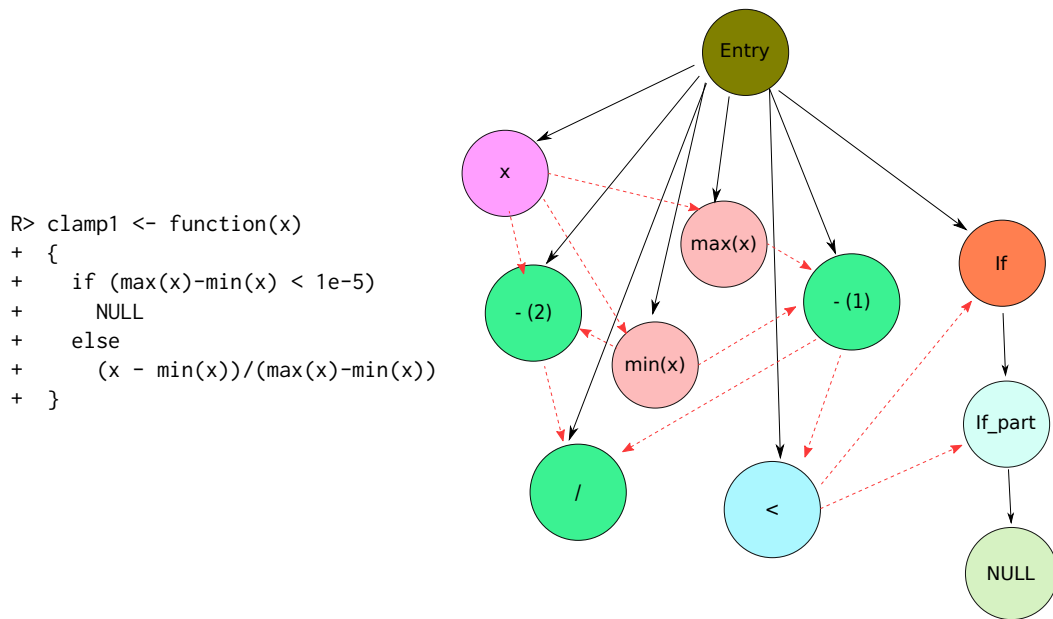 R> clamp1 <- function(x)
+  {
+    if (max(x)-min(x) < 1e-5)
+      NULL
+    else
+      (x - min(x))/(max(x)-min(x))
+  }
Entry
x
max(x)
If
- (2)
- (1)
min(x)
If_part
/
<
NULL